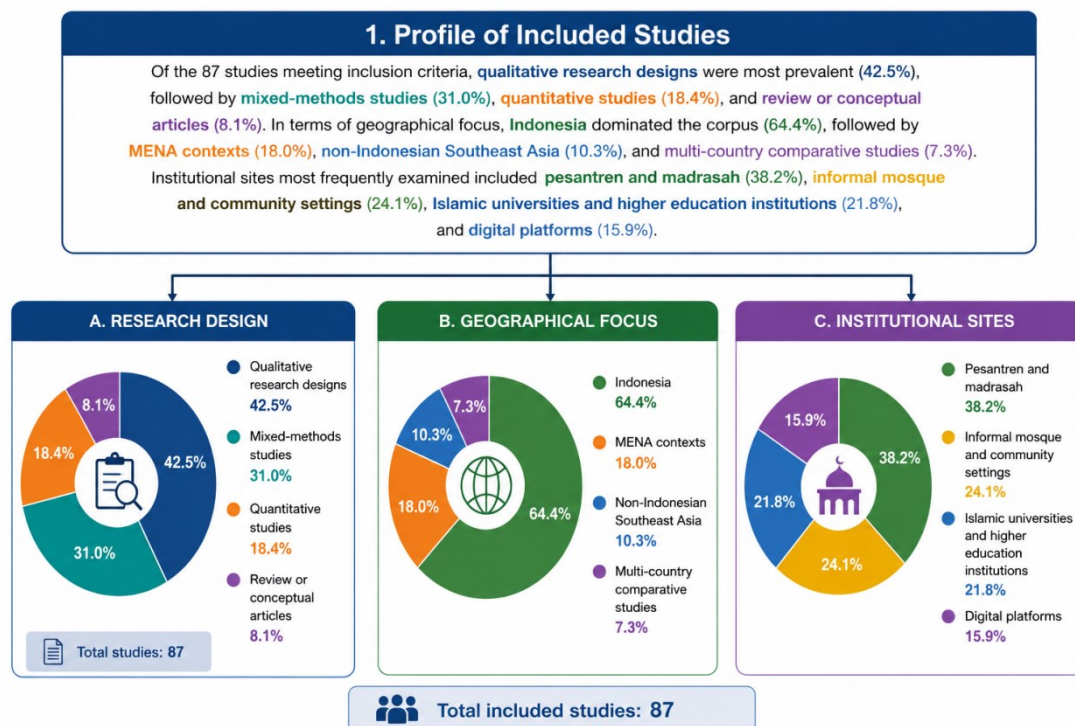 1. Profile of Included Studies
Of the 87 studies meeting inclusion criteria, qualitative research designs were most prevalent (42.5%),
followed by mixed-methods studies (31.0%), quantitative studies (18.4%), and review or conceptual
articles (8.1%). In terms of geographical focus, Indonesia dominated the corpus (64.4%), followed by
MENA contexts (18.0%), non-Indonesian Southeast Asia (10.3%), and multi-country comparative studies (7.3%).
Institutional sites most frequently examined included pesantren and madrasah (38.2%), informal mosque
and community settings (24.1%), Islamic universities and higher education institutions (21.8%),
and digital platforms (15.9%).
A. RESEARCH DESIGN
8.1%
18.4%
42.5%
31.0%
Qualitative
research designs
42.5%
Mixed-methods
studies
31.0%
Quantitative
studies
18.4%
Review or
conceptual
articles
8.1%
Total studies: 87
B. GEOGRAPHICAL FOCUS
7.3%
10.3%
18.0%
64.4%
Indonesia
64.4%
MENA contexts
18.0%
Non-Indonesian
Southeast Asia
10.3%
Multi-country
comparative
studies
7.3%
C. INSTITUTIONAL SITES
15.9%
38.2%
21.8%
24.1%
Pesantren and
madrasah
38.2%
Informal mosque
and community
settings
24.1%
Islamic universities
and higher
education
institutions
21.8%
Digital platforms
15.9%
Total included studies: 87